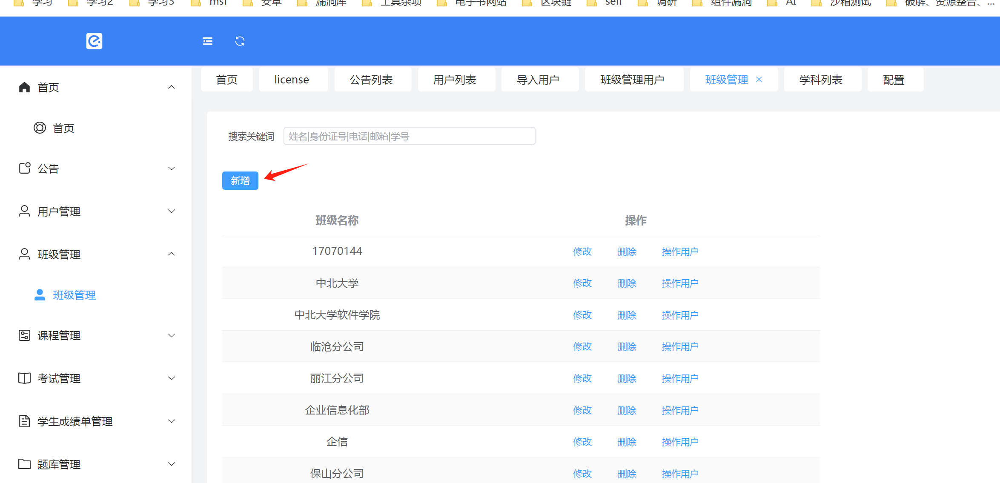 学习 学习2 学习3 msf 安卓 漏洞库 工具杂项 电子书网站 区块链 self 调研 组件漏洞 AI 沙箱测试 破解、资源整合、...
首页 license 公告列表 用户列表 导入用户 班级管理用户 班级管理 × 学科列表 配置
首页
首页
公告
用户管理
班级管理
班级管理
课程管理
考试管理
学生成绩单管理
题库管理
搜索关键词 姓名|身份证号|电话|邮箱|学号
新增
班级名称 操作
17070144 修改 删除 操作用户
中北大学 修改 删除 操作用户
中北大学软件学院 修改 删除 操作用户
临沧分公司 修改 删除 操作用户
丽江分公司 修改 删除 操作用户
企业信息化部 修改 删除 操作用户
企信 修改 删除 操作用户
保山分公司 修改 删除 操作用户